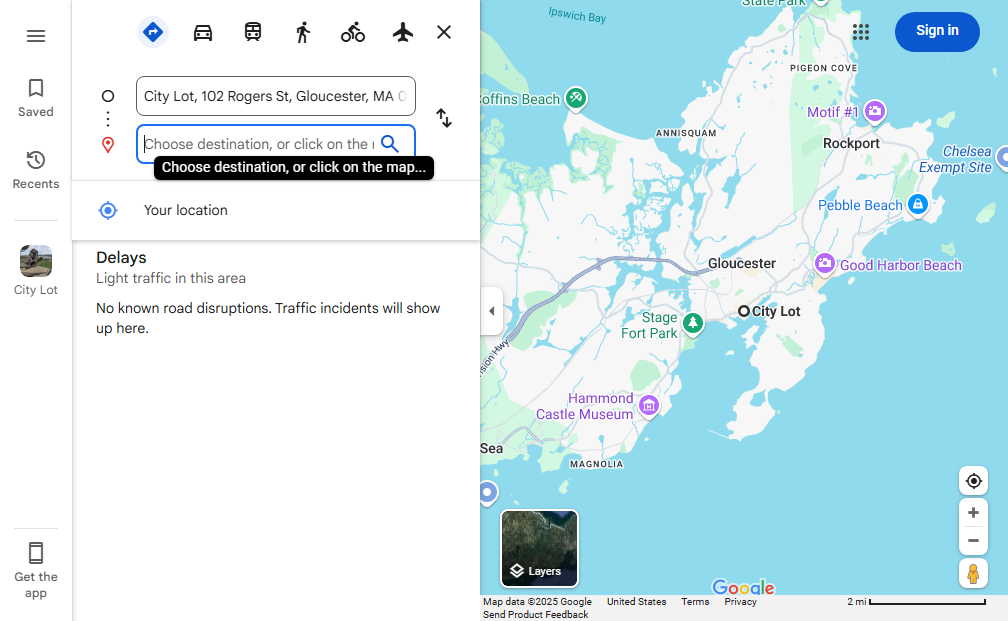 Saved
Recents
City Lot
Get the
app
City Lot, 102 Rogers St, Gloucester, MA 0
Choose destination, or click on the
Choose destination, or click on the map...
Your location
Delays
Light traffic in this area
No known road disruptions. Traffic incidents will show
up here.
Sign in
Ipswich Bay
State Park
PIGEON COVE
Coffins Beach
Motif #1
ANNISQUAM
Rockport
Chelsea
Exempt Site
Pebble Beach
Gloucester
Good Harbor Beach
City Lot
Stage
Fort Park
Hammond
Castle Museum
Sea
MAGNOLIA
Layers
Google
Map data ©2025 Google
United States
Terms
Privacy
2 mi
Send Product Feedback